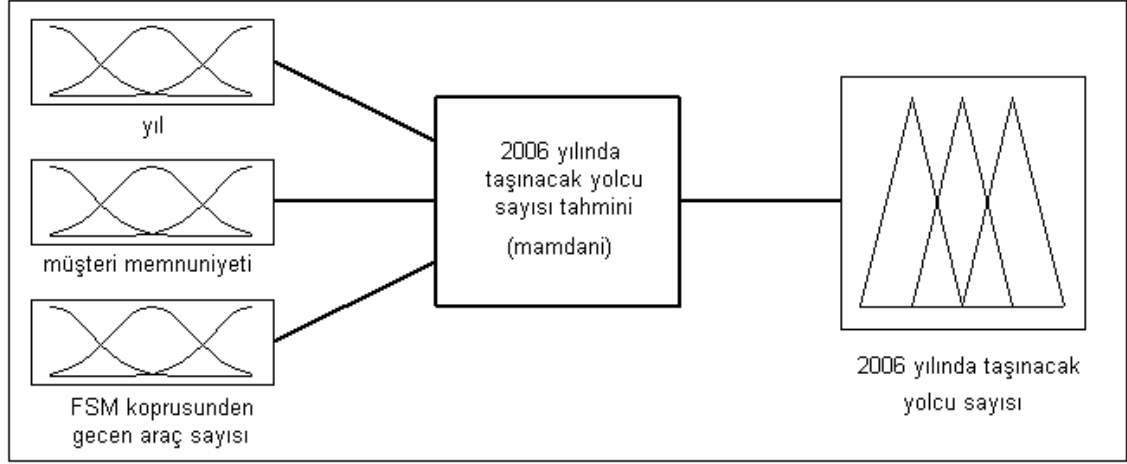 yıl
müşteri memnuniyeti
FSM koprusunden
gecen araç sayısı
2006 yılında
taşınacak yolcu
sayısı tahmini
(mamdani)
2006 yılında taşınacak
yolcu sayısı